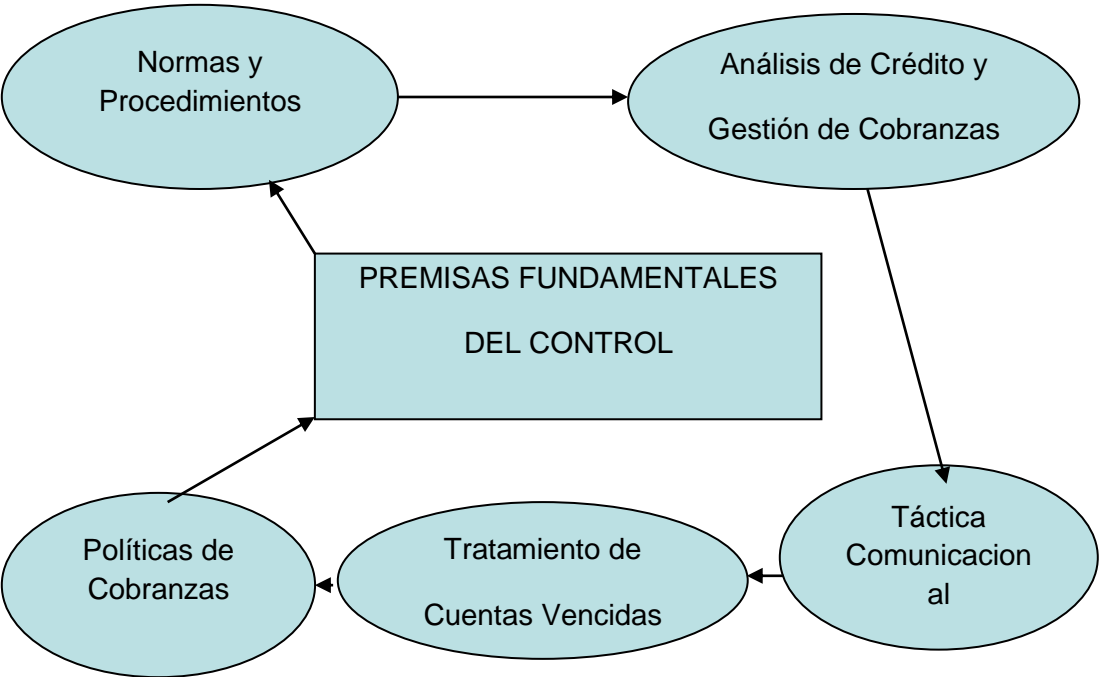 Normas y
Procedimientos
Análisis de Crédito y
Gestión de Cobranzas
PREMISAS FUNDAMENTALES
DEL CONTROL
Táctica
Comunicacion
al
Tratamiento de
Cuentas Vencidas
Políticas de
Cobranzas